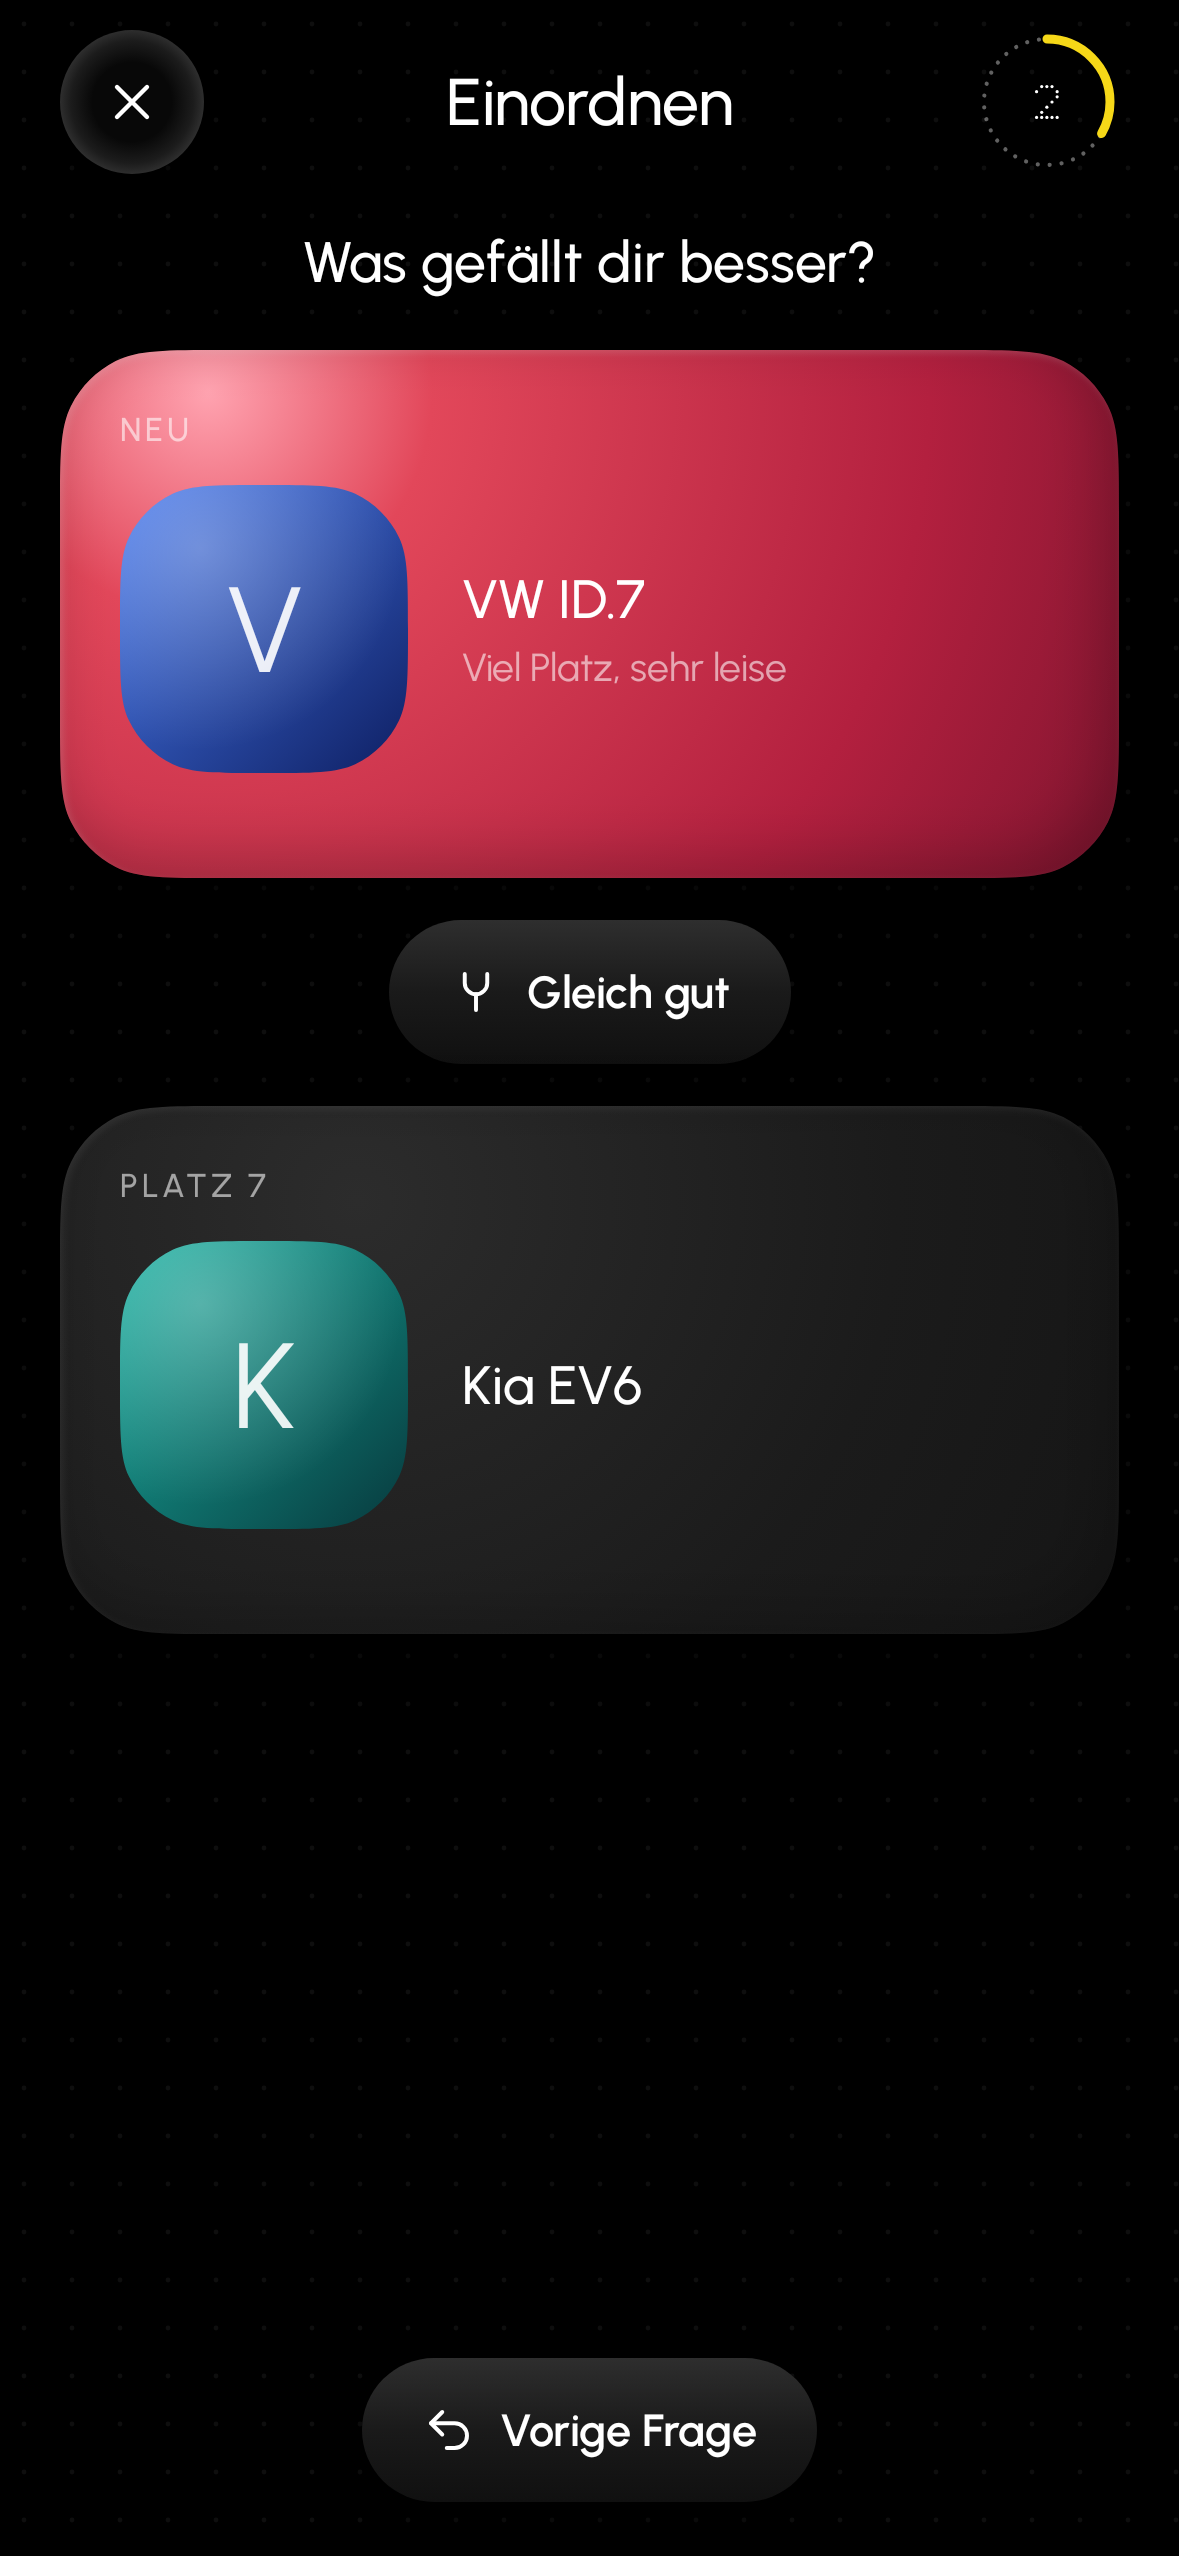 Einordnen
2
Was gefällt dir besser?
NEU
V
VW ID.7
Viel Platz, sehr leise
Gleich gut
PLATZ 7
K
Kia EV6
Vorige Frage